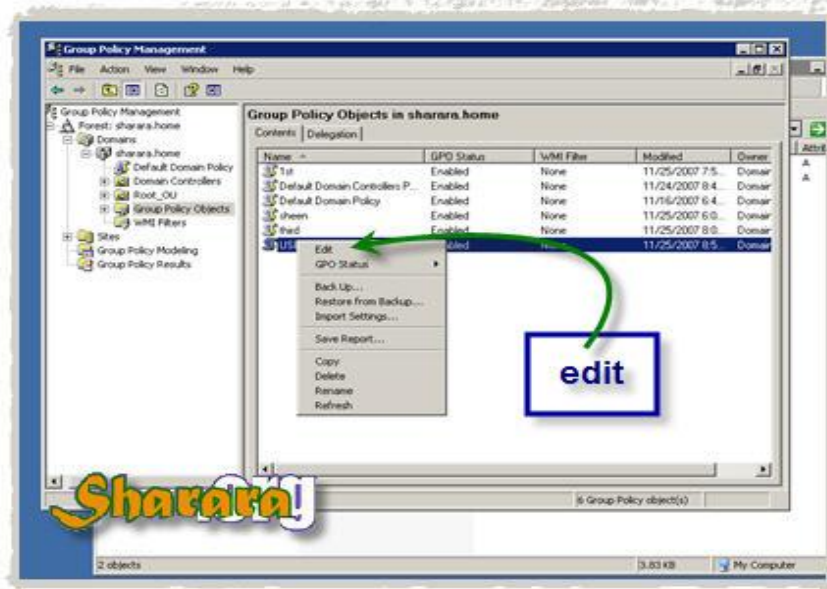 Group Policy Management
File Action View Window Help
Group Policy Management
Forest: sharara.home
Domains
sharara.home
Default Domain Policy
Domain Controllers
Root_OU
Group Policy Objects
WMI Filters
Sites
Group Policy Modeling
Group Policy Results
Group Policy Objects in sharara.home
Contents Delegation
Name GPO Status WMI Filter Modified Owner
1st Enabled None 11/25/2007 7:5... Domain
Default Domain Controllers P... Enabled None 11/24/2007 8:4... Domain
Default Domain Policy Enabled None 11/16/2007 6:4... Domain
sheen Enabled None 11/25/2007 6:0... Domain
third Enabled None 11/25/2007 8:0... Domain
None 11/25/2007 8:5... Domain
Edit
GPO Status
Back Up...
Restore from Backup...
Import Settings...
Save Report...
Copy
Delete
Rename
Refresh
edit
Sharara.org
6 Group Policy object(s)
2 objects 3.83 KB My Computer
Attrib
A
A